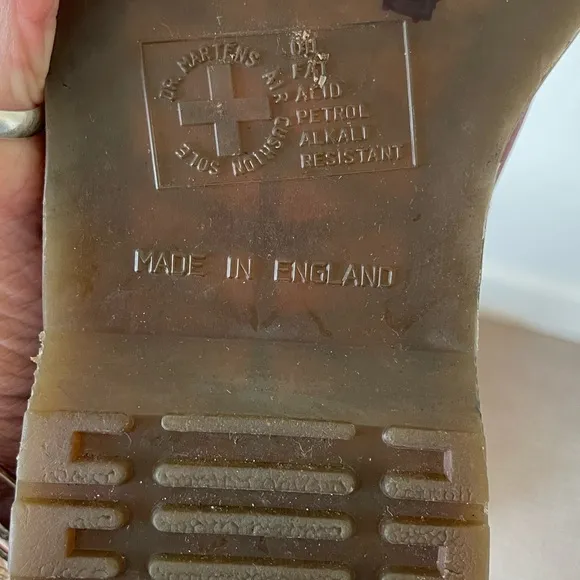 DR. MARTENS AIR CUSHION SOLE
OIL
FAT
ACID
PETROL
ALKALI
RESISTANT
MADE IN ENGLAND